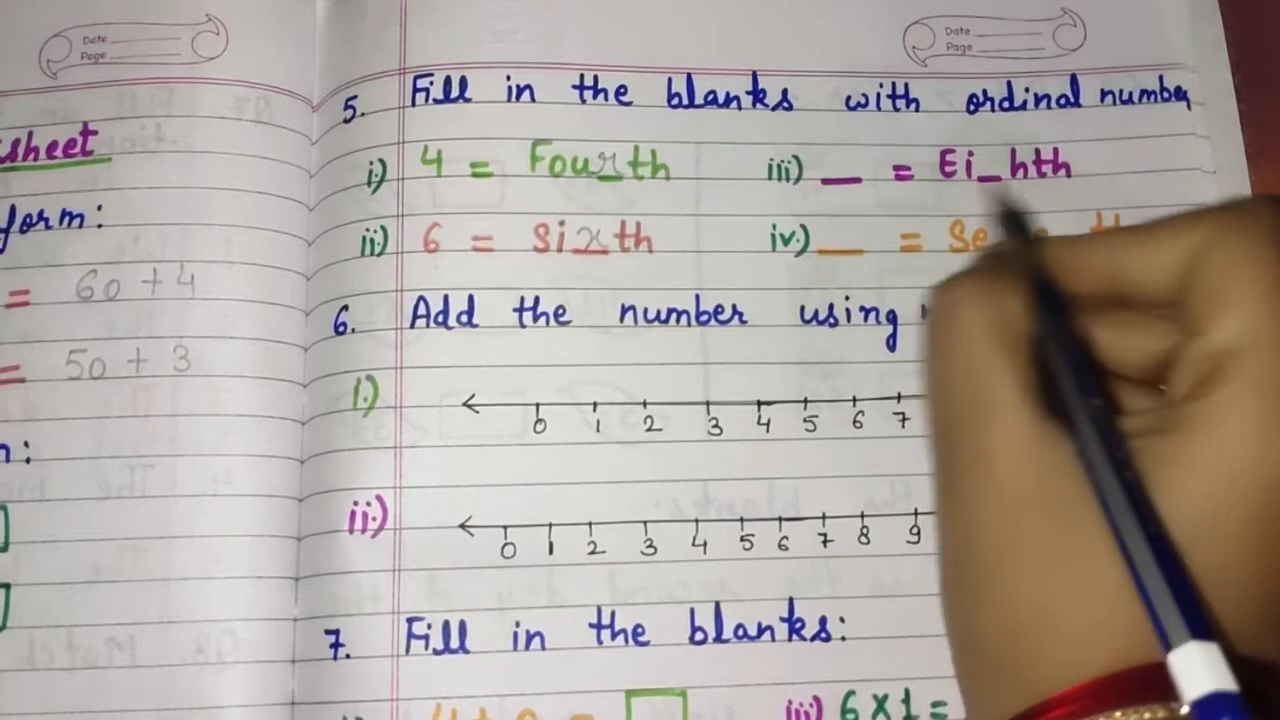 Date
Page
Date
Page
sheet
form:
= 60 + 4
= 50 + 3
5. Fill in the blanks with ordinal number
i) 4 = Fourth iii) _ = Ei_hth
ii) 6 = Sixth iv) _ = Se
6. Add the number using
i)
0 1 2 3 4 5 6 7
ii)
0 1 2 3 4 5 6 7 8 9
7. Fill in the blanks:
iii) 6 × 1 =